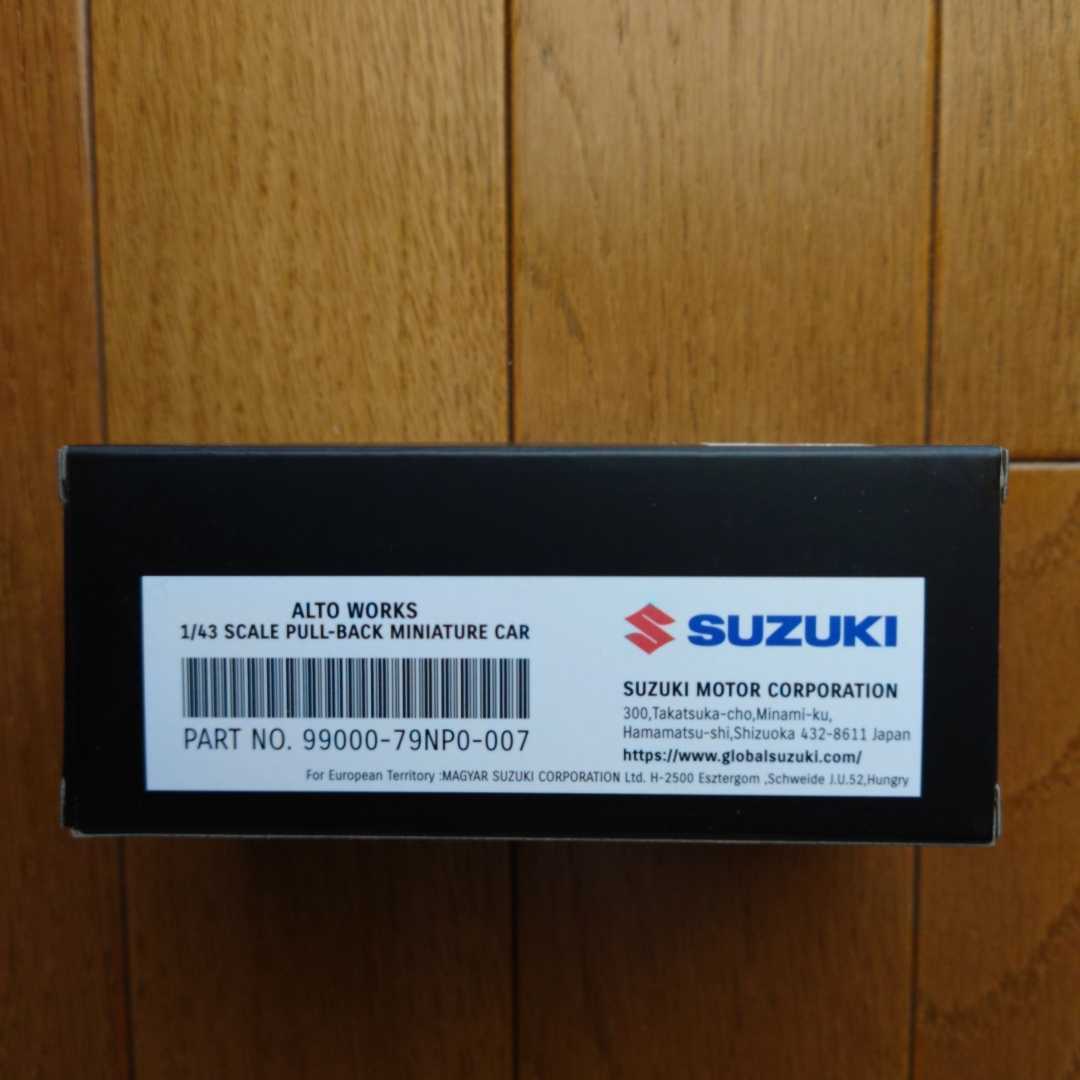 ALTO WORKS
1/43 SCALE PULL-BACK MINIATURE CAR
PART NO. 99000-79NP0-007
SUZUKI
SUZUKI MOTOR CORPORATION
300,Takatsuka-cho,Minami-ku,
Hamamatsu-shi,Shizuoka 432-8611 Japan
https://www.globalsuzuki.com/
For European Territory :MAGYAR SUZUKI CORPORATION Ltd. H-2500 Esztergom ,Schweide J.U.52,Hungry